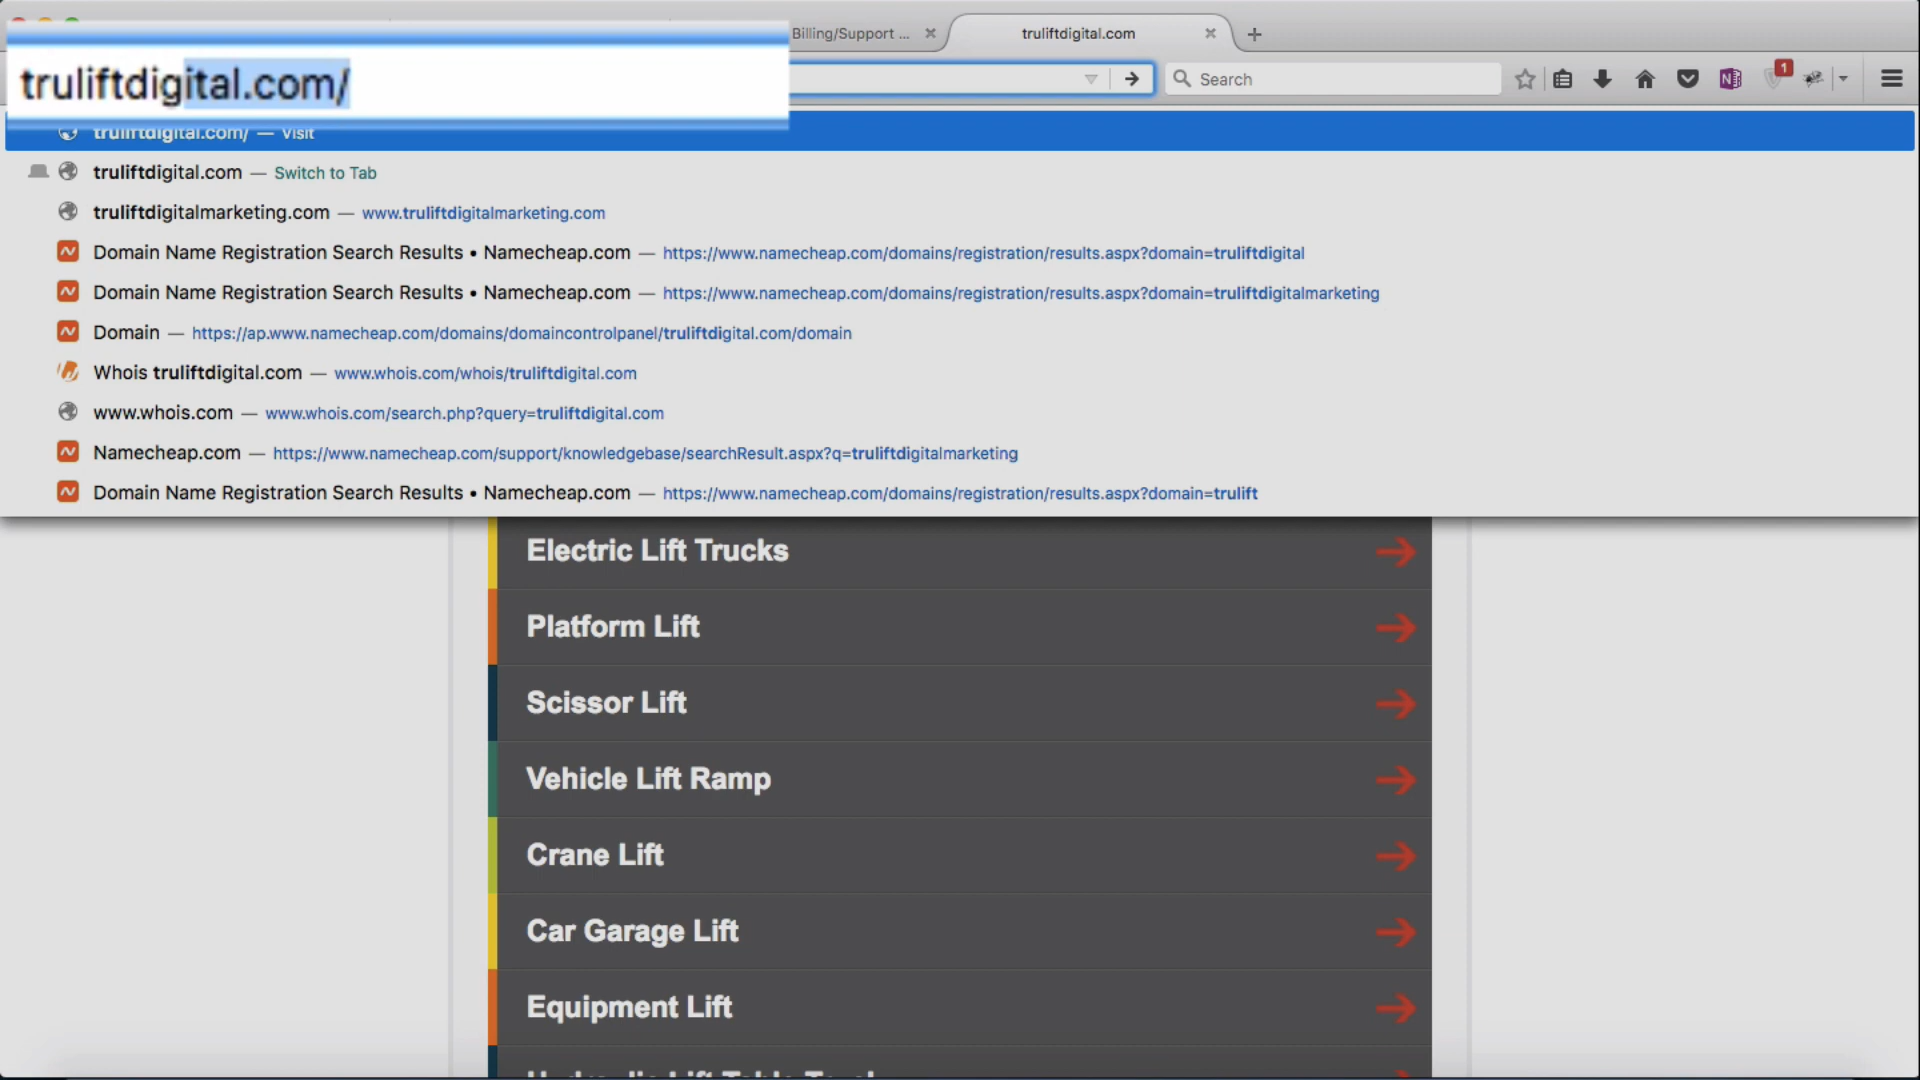 Billing/Support ...
truliftdigital.com
truliftdigital.com/
Search
1
truliftdigital.com/ — Visit
truliftdigital.com — Switch to Tab
truliftdigitalmarketing.com — www.truliftdigitalmarketing.com
Domain Name Registration Search Results • Namecheap.com — https://www.namecheap.com/domains/registration/results.aspx?domain=truliftdigital
Domain Name Registration Search Results • Namecheap.com — https://www.namecheap.com/domains/registration/results.aspx?domain=truliftdigitalmarketing
Domain — https://ap.www.namecheap.com/domains/domaincontrolpanel/truliftdigital.com/domain
Whois truliftdigital.com — www.whois.com/whois/truliftdigital.com
www.whois.com — www.whois.com/search.php?query=truliftdigital.com
Namecheap.com — https://www.namecheap.com/support/knowledgebase/searchResult.aspx?q=truliftdigitalmarketing
Domain Name Registration Search Results • Namecheap.com — https://www.namecheap.com/domains/registration/results.aspx?domain=trulift
Electric Lift Trucks
Platform Lift
Scissor Lift
Vehicle Lift Ramp
Crane Lift
Car Garage Lift
Equipment Lift